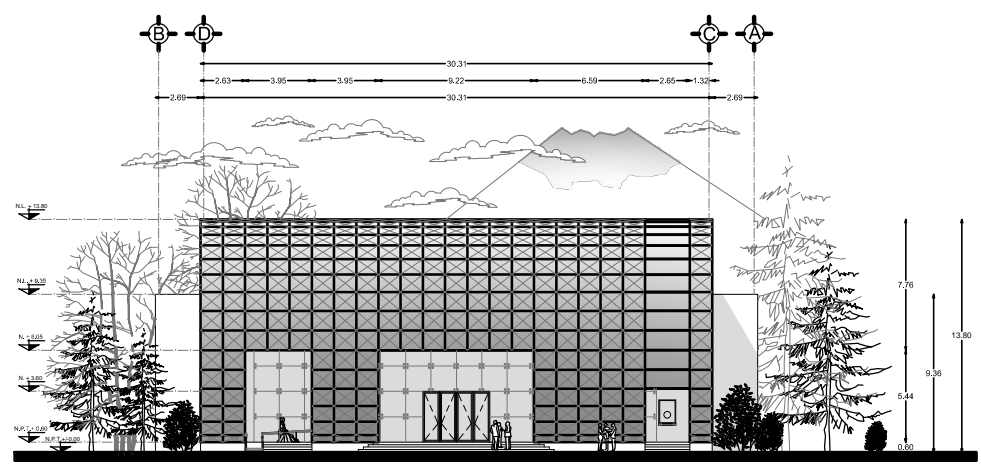 B D C A
30.31
2.63 3.95 3.95 9.22 6.59 2.65 1.32
2.69 30.31 2.69
N.L. + 13.80
N.L. + 9.35
7.76
N. + 6.05
13.80
9.36
N. + 3.60
5.44
N.P.T.+ 0.60
N.P.T.+/-0.00
0.60